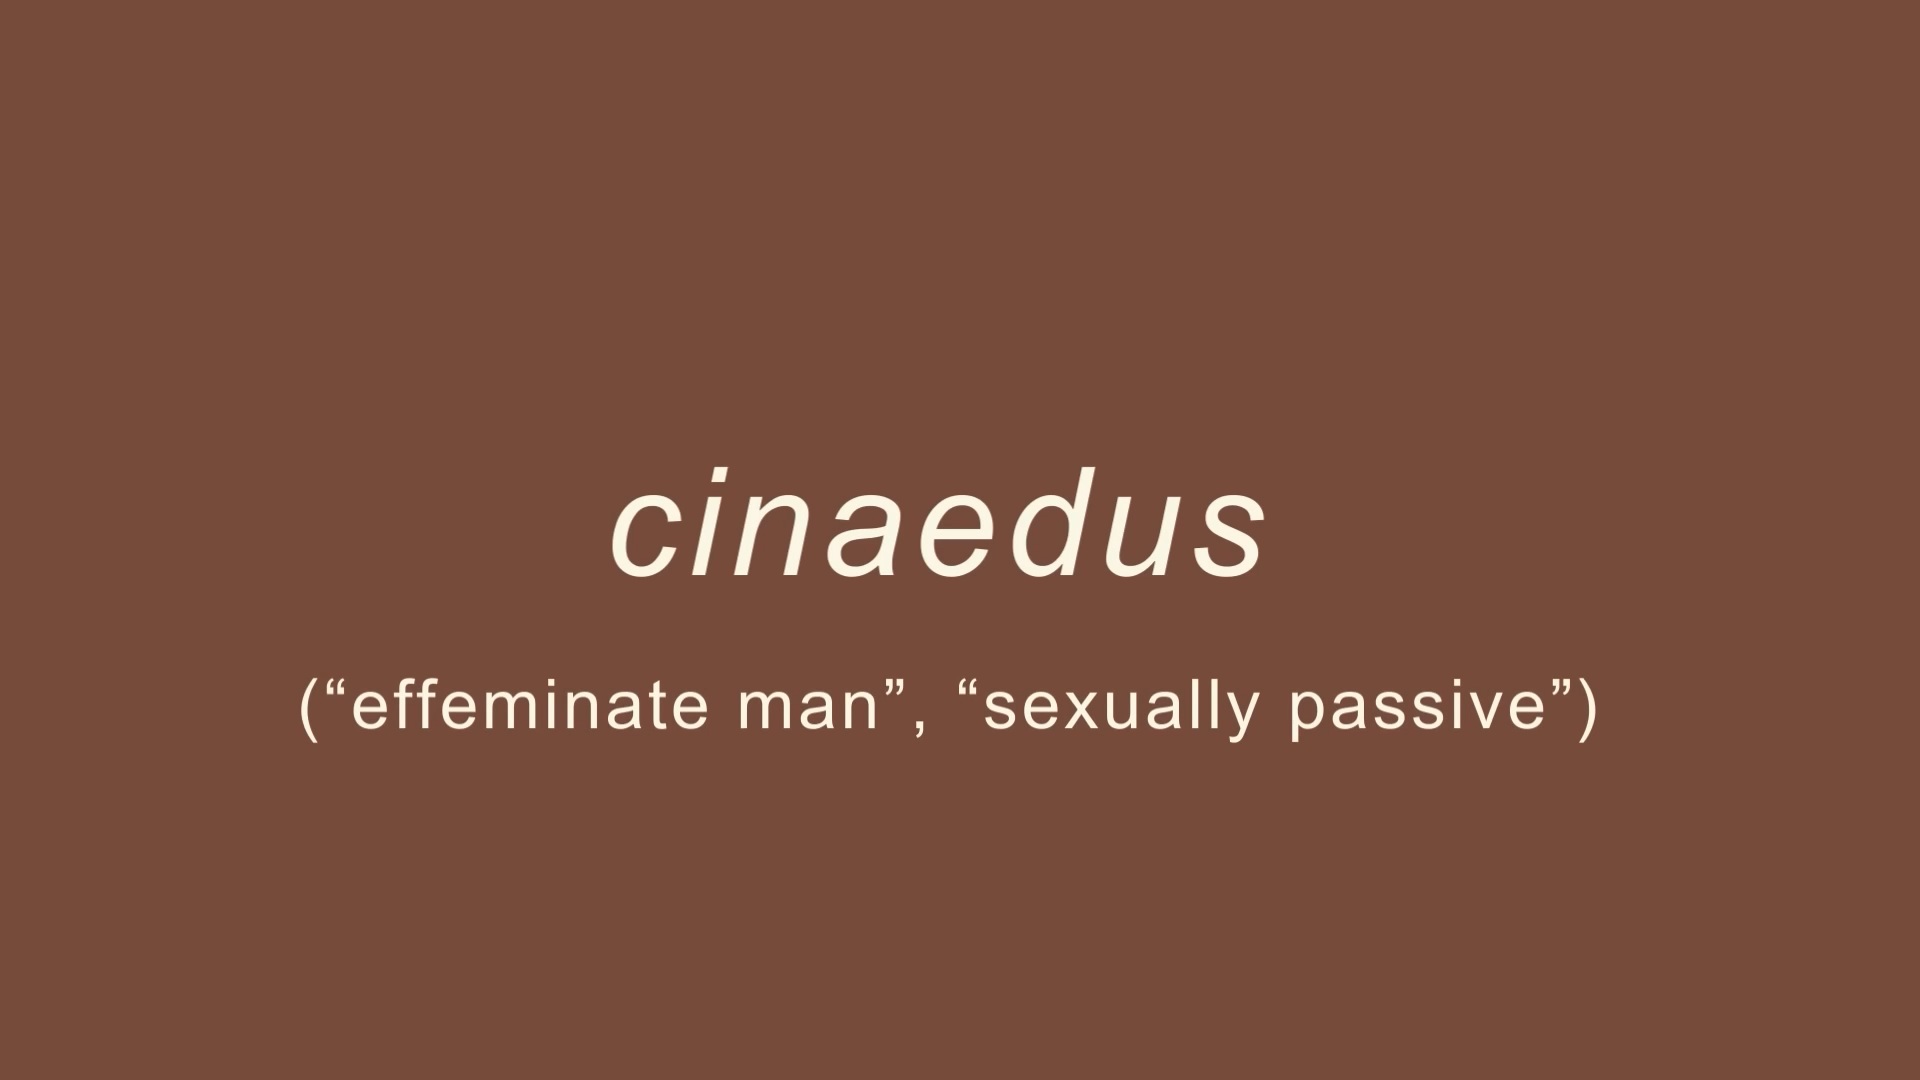 cinaedus
(“effeminate man”, “sexually passive”)